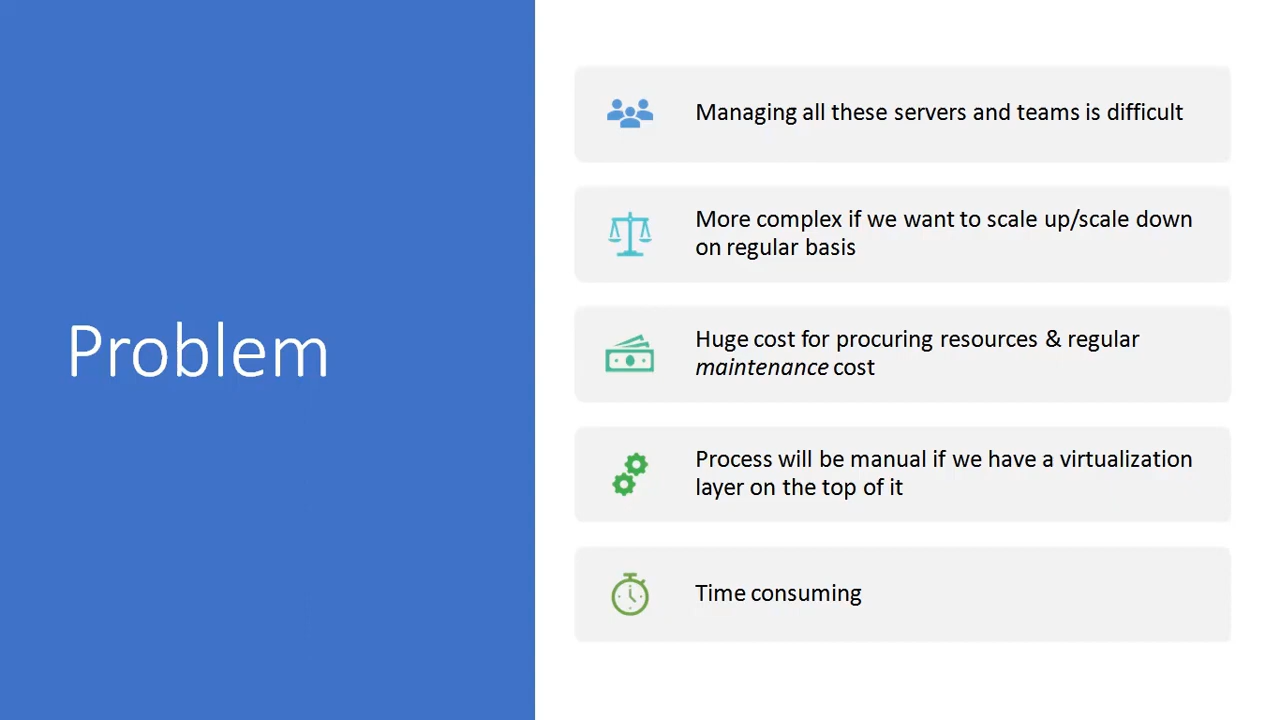 Problem
Managing all these servers and teams is difficult
More complex if we want to scale up/scale down
on regular basis
Huge cost for procuring resources & regular
maintenance cost
Process will be manual if we have a virtualization
layer on the top of it
Time consuming